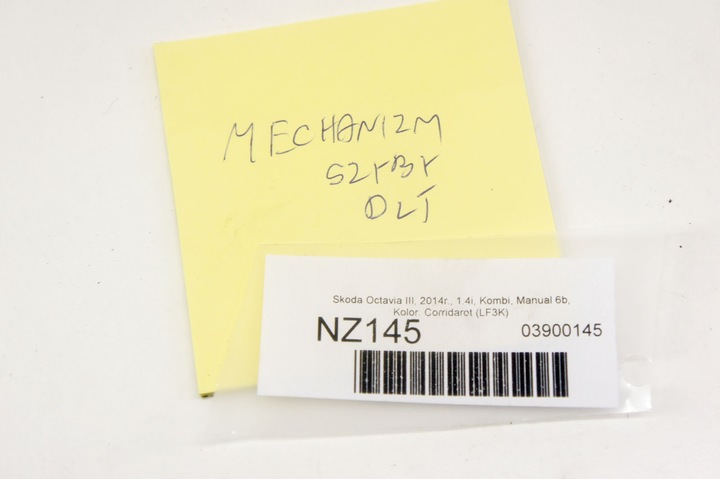 MECHANIZM
SZYBY
DLT
Skoda Octavia III, 2014r., 1.4i, Kombi, Manual 6b,
Kolor: Corridarot (LF3K)
NZ145
03900145